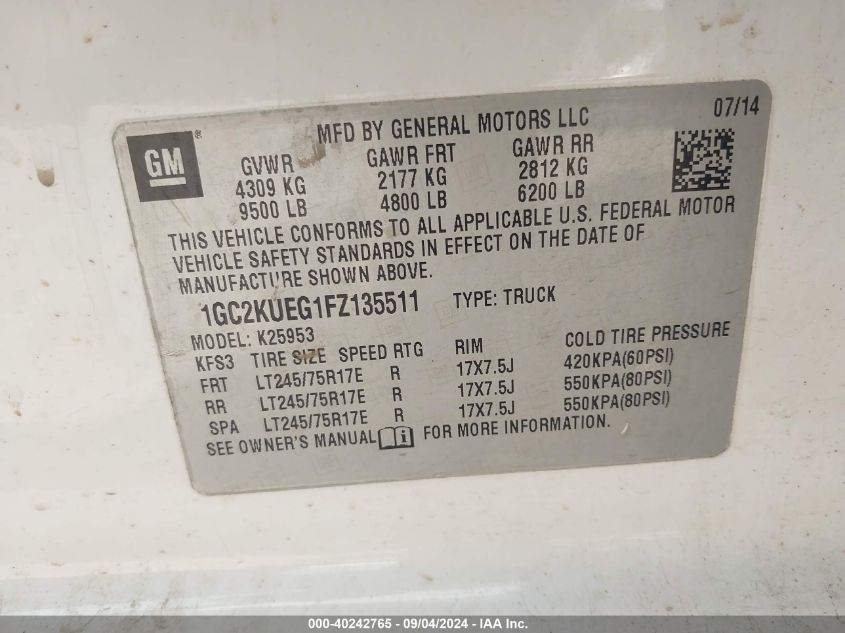 07/14
GM®
MFD BY GENERAL MOTORS LLC
GVWR GAWR FRT GAWR RR
4309 KG 2177 KG 2812 KG
9500 LB 4800 LB 6200 LB
THIS VEHICLE CONFORMS TO ALL APPLICABLE U.S. FEDERAL MOTOR
VEHICLE SAFETY STANDARDS IN EFFECT ON THE DATE OF
MANUFACTURE SHOWN ABOVE.
1GC2KUEG1FZ135511 TYPE: TRUCK
MODEL: K25953
KFS3 TIRE SIZE SPEED RTG RIM COLD TIRE PRESSURE
FRT LT245/75R17E R 17X7.5J 420KPA(60PSI)
RR LT245/75R17E R 17X7.5J 550KPA(80PSI)
SPA LT245/75R17E R 17X7.5J 550KPA(80PSI)
SEE OWNER'S MANUAL i FOR MORE INFORMATION.
000-40242765 - 09/04/2024 - IAA Inc.